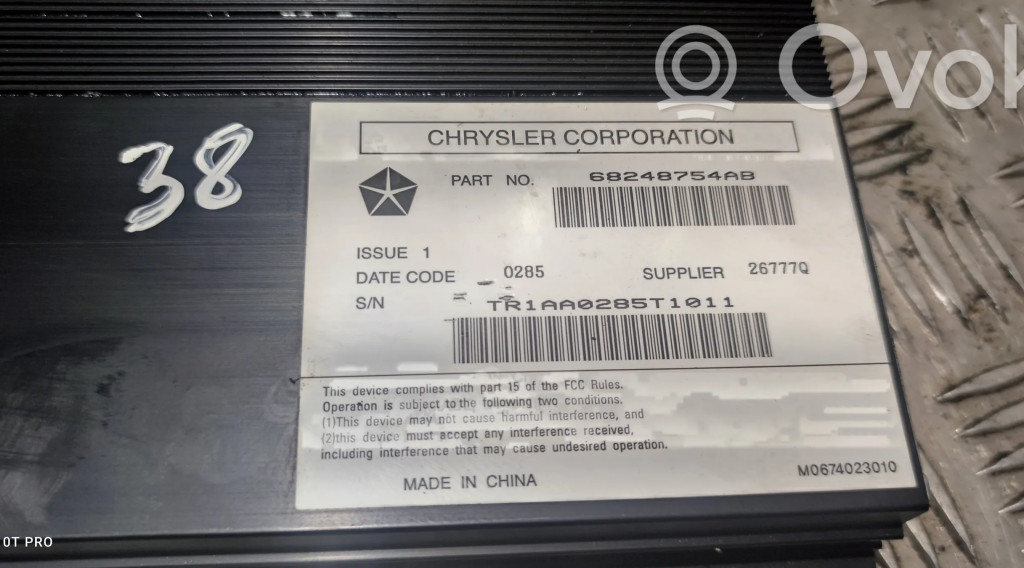 Ovok
38
CHRYSLER CORPORATION
PART NO. 68248754AB
ISSUE 1
DATE CODE 0285 SUPPLIER 26777Q
S/N TR1AA0285T1011
This device complies with part 15 of the FCC Rules.
Operation is subject to the following two conditions.
(1)This device may not cause harmful interference, and
(2)this device must accept any interference received,
including interference that may cause undesired operation.
MADE IN CHINA
M0674023010
0T PRO